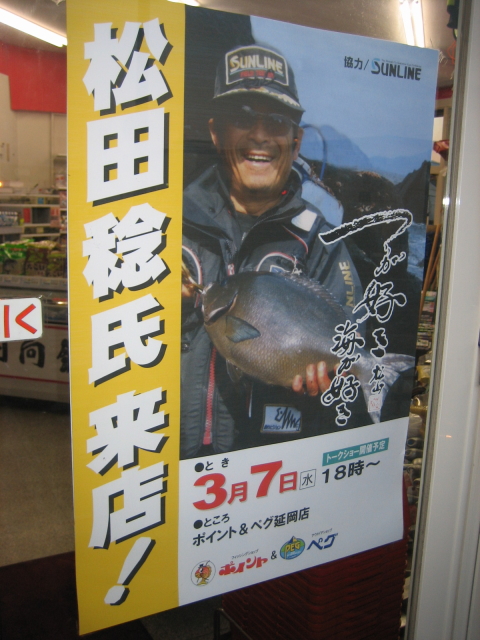 松田稔氏来店!
協力/SUNLINE
SUNLINE
つが好きだ
海が好き
●とき
3月7日 水 18時〜
トークショー開催予定
●ところ
ポイント&ペグ延岡店
ポイント & ペグ